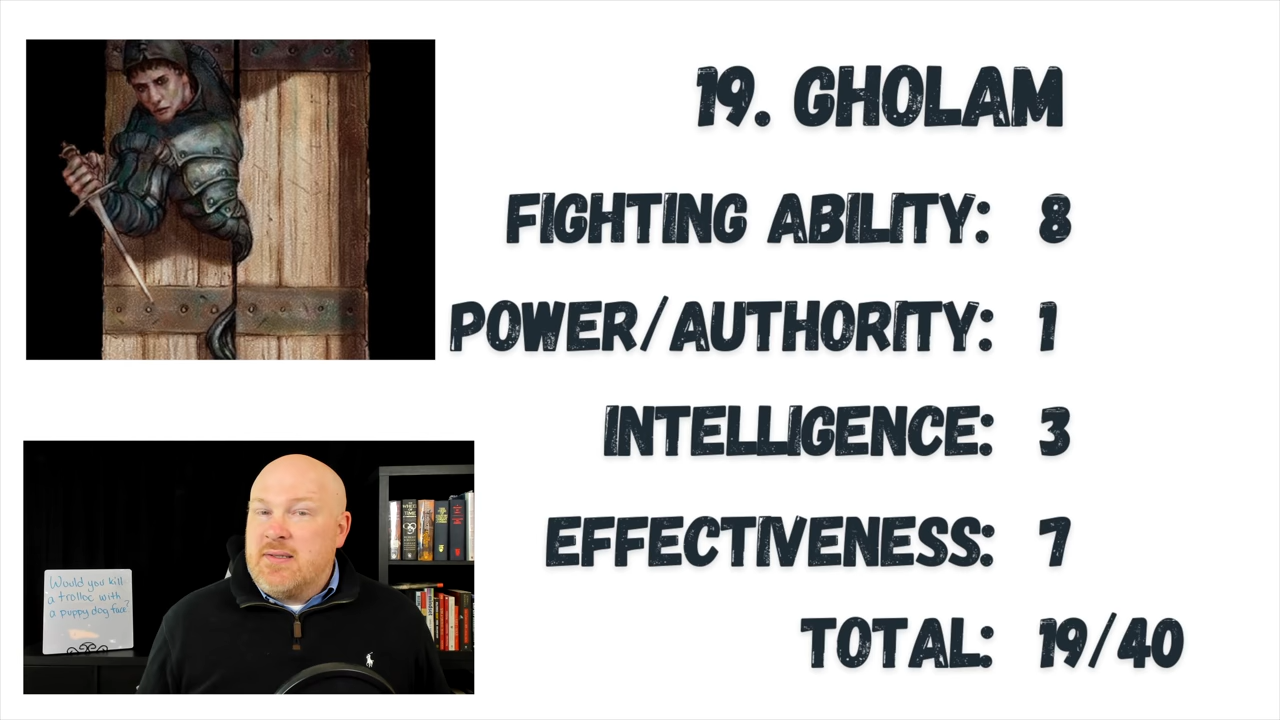 19. GHOLAM
FIGHTING ABILITY: 8
POWER/AUTHORITY: 1
INTELLIGENCE: 3
EFFECTIVENESS: 7
TOTAL: 19/40
Would you kill
a trolloc with
a puppy dog face?